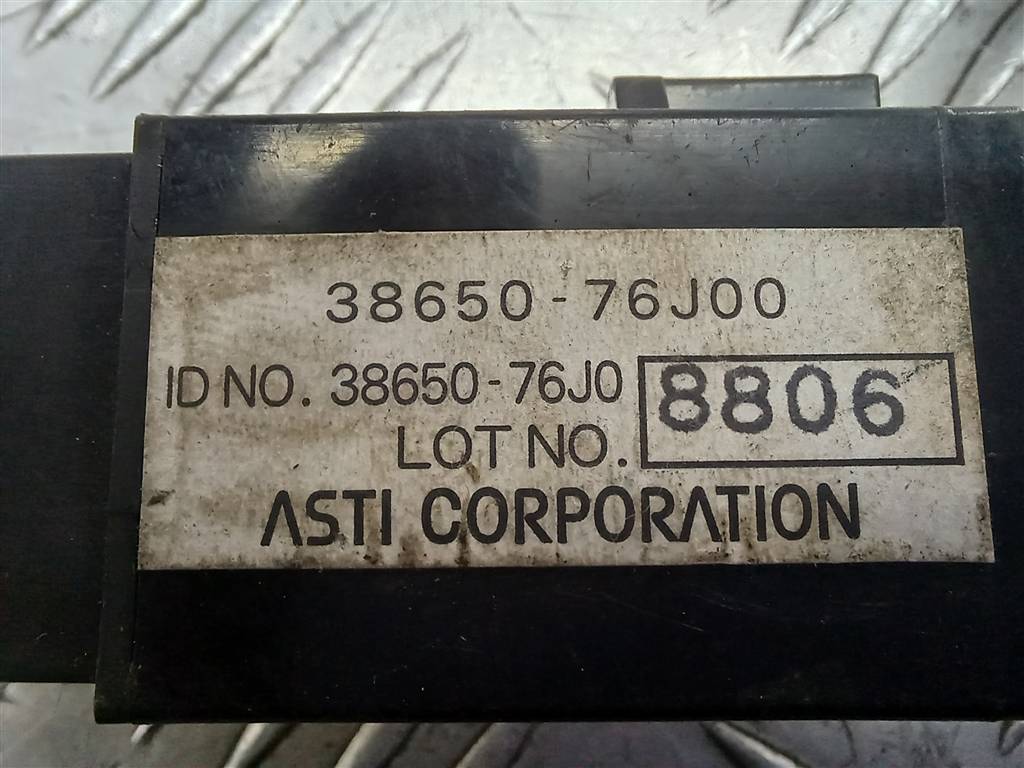 38650-76J00
ID NO. 38650-76J0 8806
LOT NO.
ASTI CORPORATION